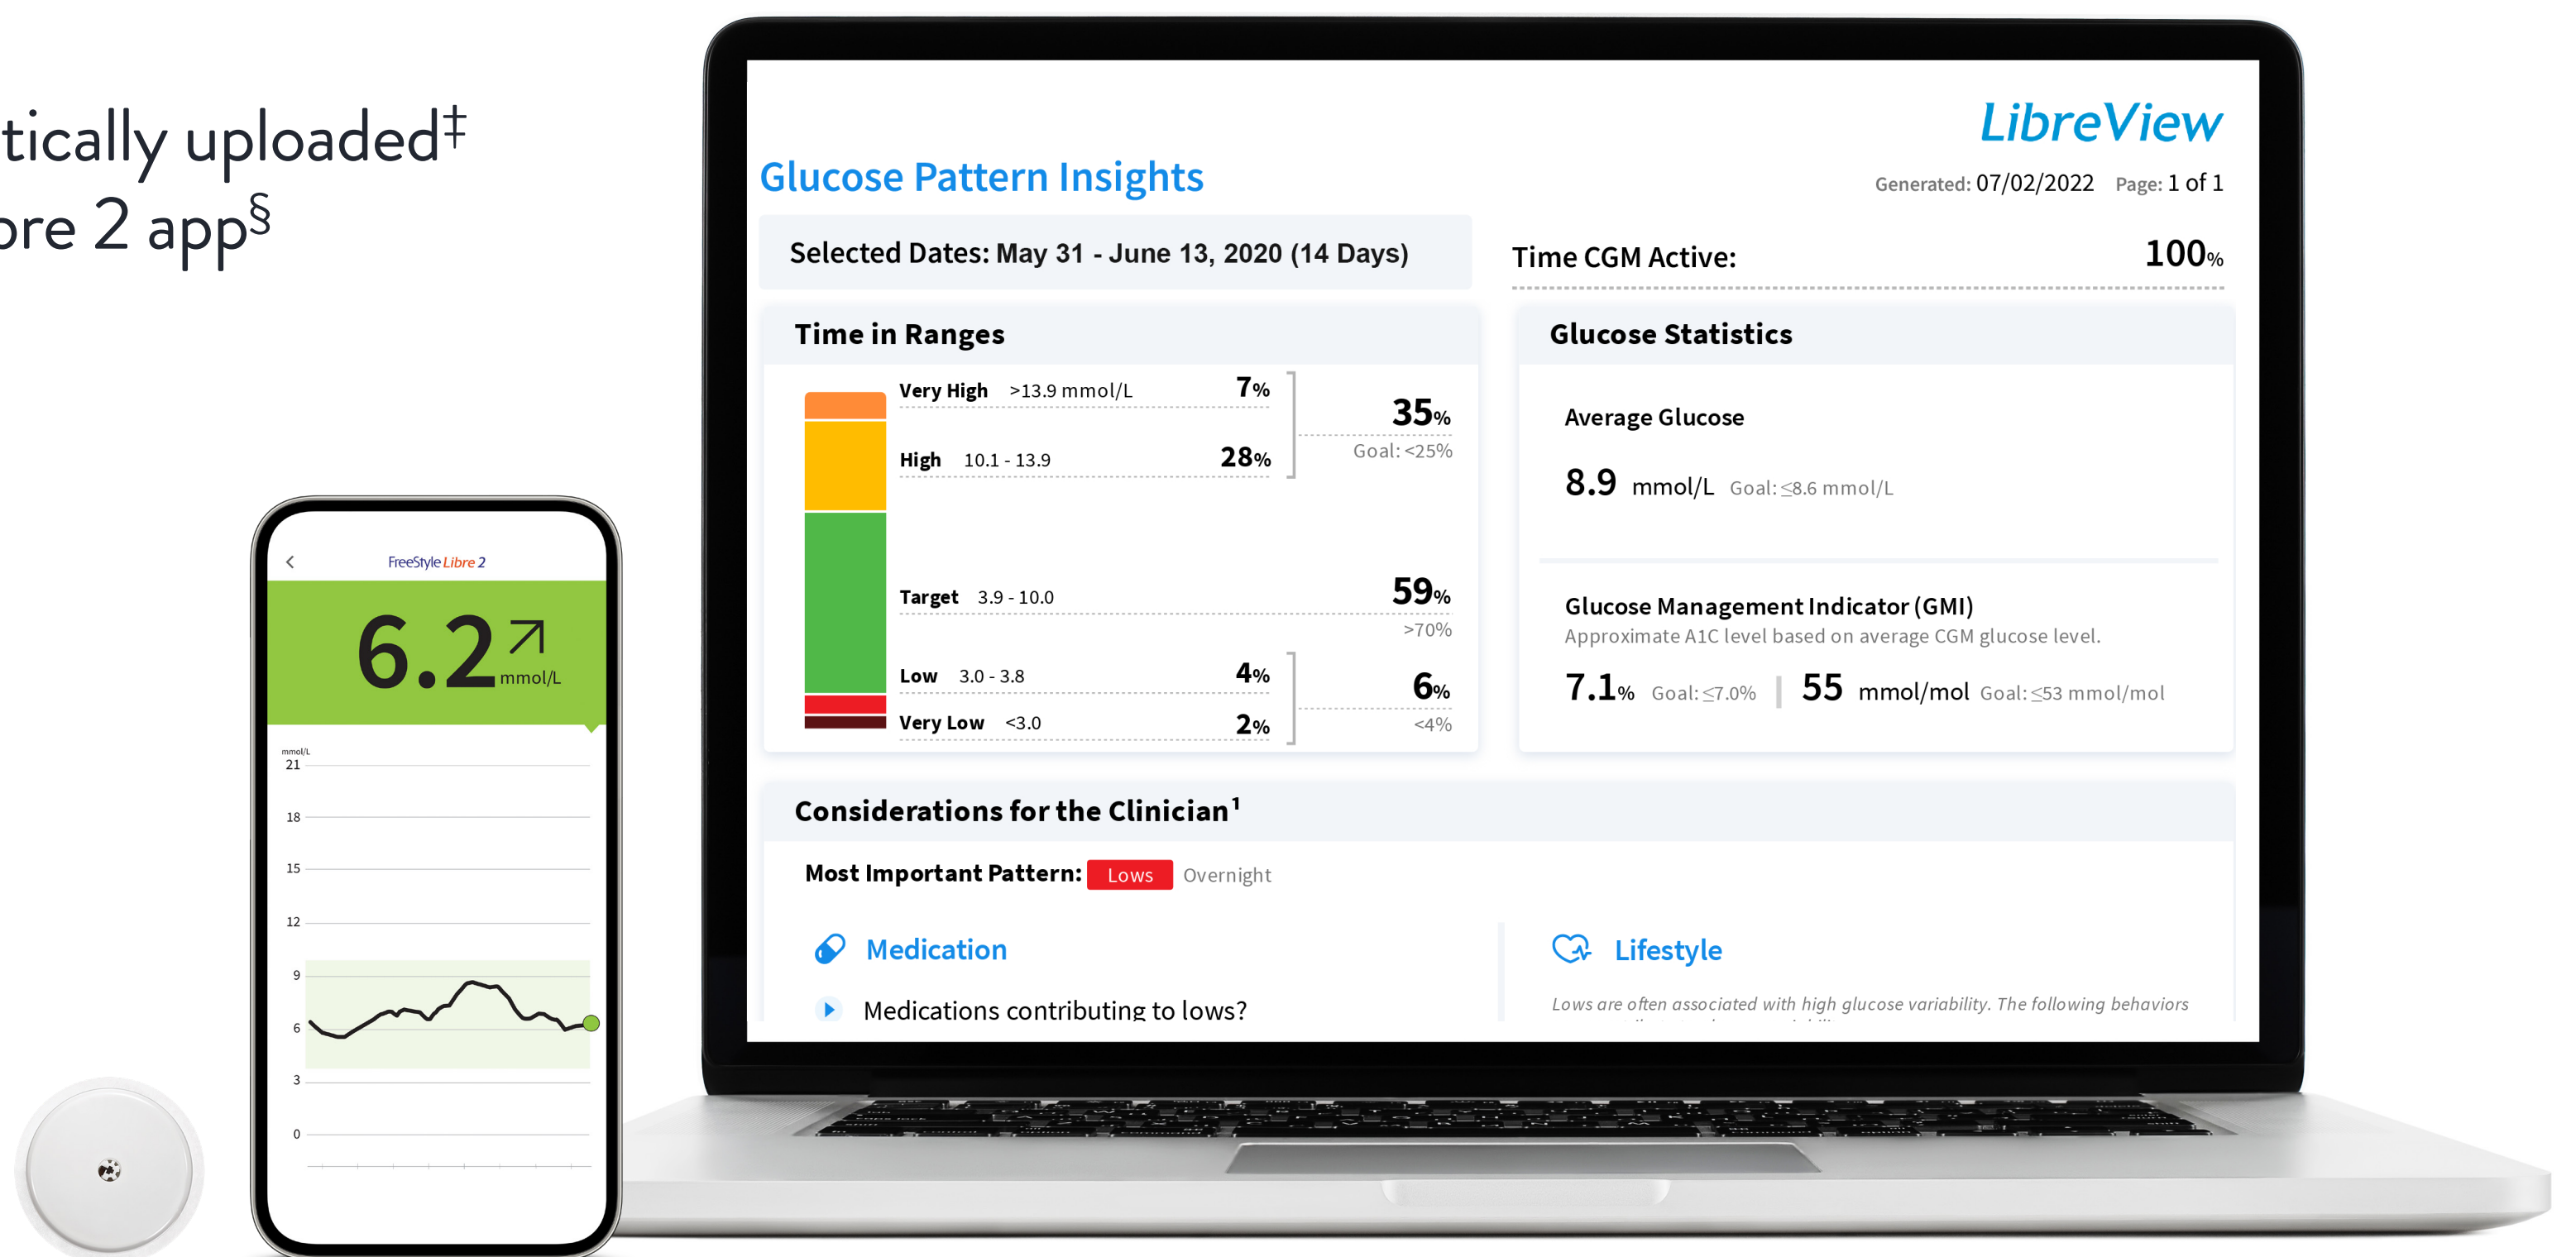 tically uploaded‡
bre 2 app§
FreeStyle Libre 2
6.2
mmol/L
mmol/L
21
18
15
12
9
6
3
0
LibreView
Glucose Pattern Insights
Generated: 07/02/2022 Page: 1 of 1
Selected Dates: May 31 - June 13, 2020 (14 Days)
Time CGM Active: 100%
Time in Ranges
Very High >13.9 mmol/L 7%
High 10.1 - 13.9 28%
35%
Goal: <25%
Target 3.9 - 10.0 59%
>70%
Low 3.0 - 3.8 4%
Very Low <3.0 2%
6%
<4%
Glucose Statistics
Average Glucose
8.9 mmol/L Goal: ≤8.6 mmol/L
Glucose Management Indicator (GMI)
Approximate A1C level based on average CGM glucose level.
7.1% Goal: ≤7.0% | 55 mmol/mol Goal: ≤53 mmol/mol
Considerations for the Clinician¹
Most Important Pattern: Lows Overnight
Medication
Medications contributing to lows?
Lifestyle
Lows are often associated with high glucose variability. The following behaviors